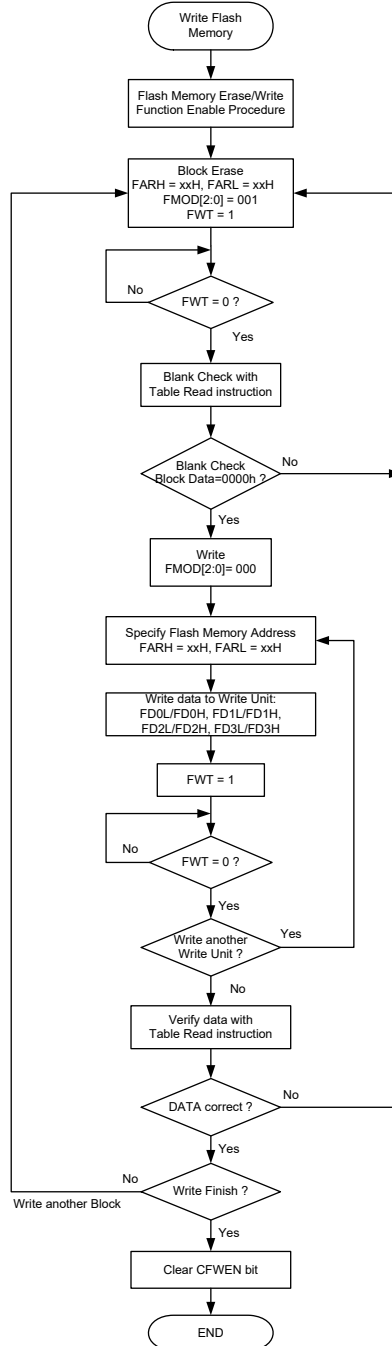 Write Flash
Memory
Flash Memory Erase/Write
Function Enable Procedure
Block Erase
FARH = xxH, FARL = xxH
FMOD[2:0] = 001
FWT = 1
No
FWT = 0 ?
Yes
Blank Check with
Table Read instruction
No
Blank Check
Block Data=0000h ?
Yes
Write
FMOD[2:0]= 000
Specify Flash Memory Address
FARH = xxH, FARL = xxH
Write data to Write Unit:
FD0L/FD0H, FD1L/FD1H,
FD2L/FD2H, FD3L/FD3H
FWT = 1
No
FWT = 0 ?
Yes
Yes
Write another
Write Unit ?
No
Verify data with
Table Read instruction
No
DATA correct ?
Yes
No
Write Finish ?
Write another Block
Yes
Clear CFWEN bit
END